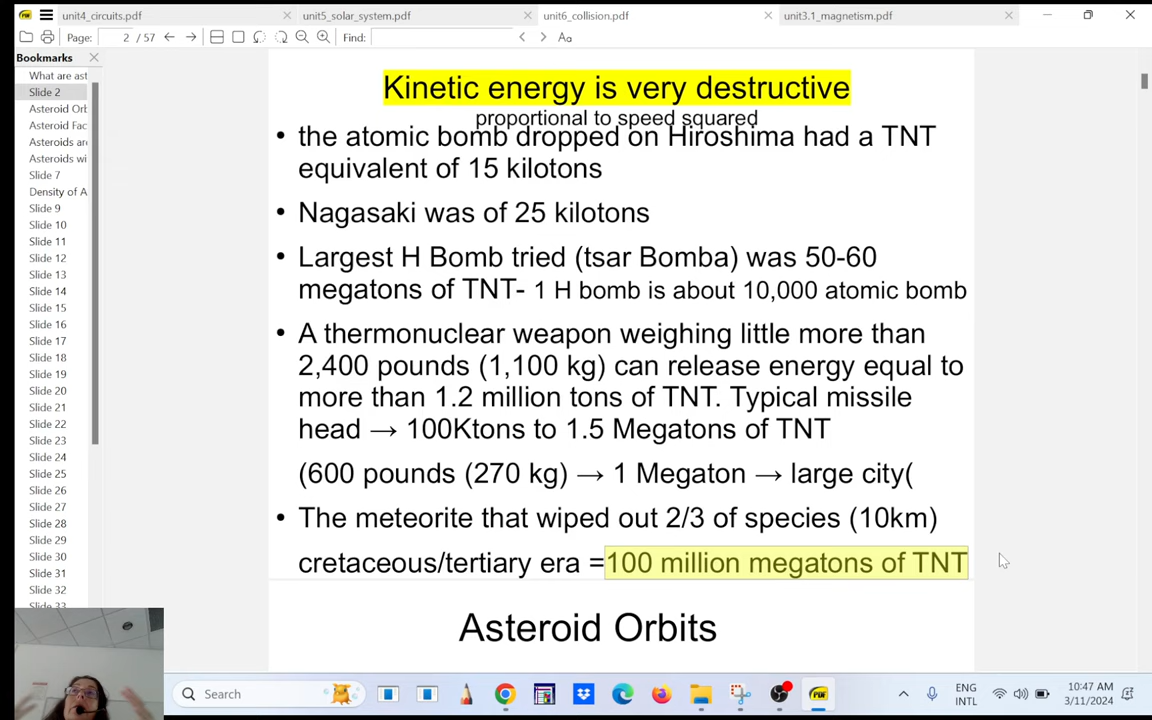 unit4_circuits.pdf
unit5_solar_system.pdf
unit6_collision.pdf
unit3.1_magnetism.pdf
Page: 2 / 57
Find:
Aa
Bookmarks
What are ast
Slide 2
Asteroid Orb
Asteroid Fac
Asteroids are
Asteroids wi
Slide 7
Density of A
Slide 9
Slide 10
Slide 11
Slide 12
Slide 13
Slide 14
Slide 15
Slide 16
Slide 17
Slide 18
Slide 19
Slide 20
Slide 21
Slide 22
Slide 23
Slide 24
Slide 25
Slide 26
Slide 27
Slide 28
Slide 29
Slide 30
Slide 31
Slide 32
Slide 33
Kinetic energy is very destructive
proportional to speed squared
• the atomic bomb dropped on Hiroshima had a TNT
equivalent of 15 kilotons
• Nagasaki was of 25 kilotons
• Largest H Bomb tried (tsar Bomba) was 50-60
megatons of TNT- 1 H bomb is about 10,000 atomic bomb
• A thermonuclear weapon weighing little more than
2,400 pounds (1,100 kg) can release energy equal to
more than 1.2 million tons of TNT. Typical missile
head → 100Ktons to 1.5 Megatons of TNT
(600 pounds (270 kg) → 1 Megaton → large city(
• The meteorite that wiped out 2/3 of species (10km)
cretaceous/tertiary era =100 million megatons of TNT
Asteroid Orbits
Search
PDF
ENG
INTL
10:47 AM
3/11/2024